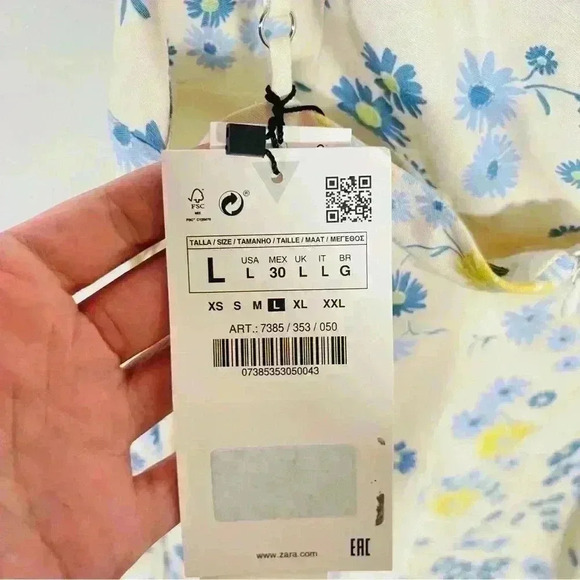 FSC
TALLA / SIZE / TAMANHO / TAILLE / MAAT / ΜΕΓΕΘΟΣ
L USA L MEX 30 UK L IT L BR G
XS S M L XL XXL
ART.: 7385 / 353 / 050
07385353050043
www.zara.com
EAC